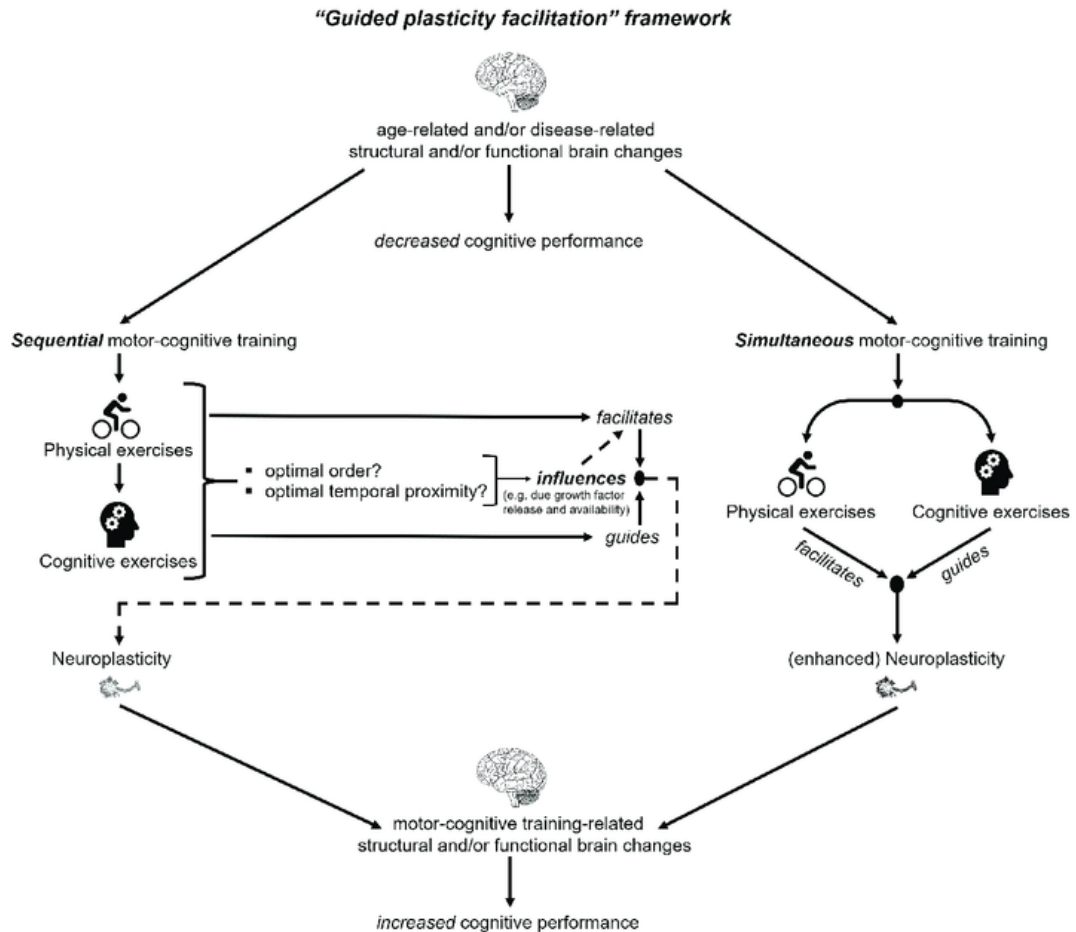 “Guided plasticity facilitation” framework
age-related and/or disease-related
structural and/or functional brain changes
decreased cognitive performance
Sequential motor-cognitive training
Physical exercises
Cognitive exercises
▪ optimal order?
▪ optimal temporal proximity?
facilitates
influences
(e.g. due growth factor
release and availability)
guides
Neuroplasticity
Simultaneous motor-cognitive training
Physical exercises
Cognitive exercises
facilitates
guides
(enhanced) Neuroplasticity
motor-cognitive training-related
structural and/or functional brain changes
increased cognitive performance